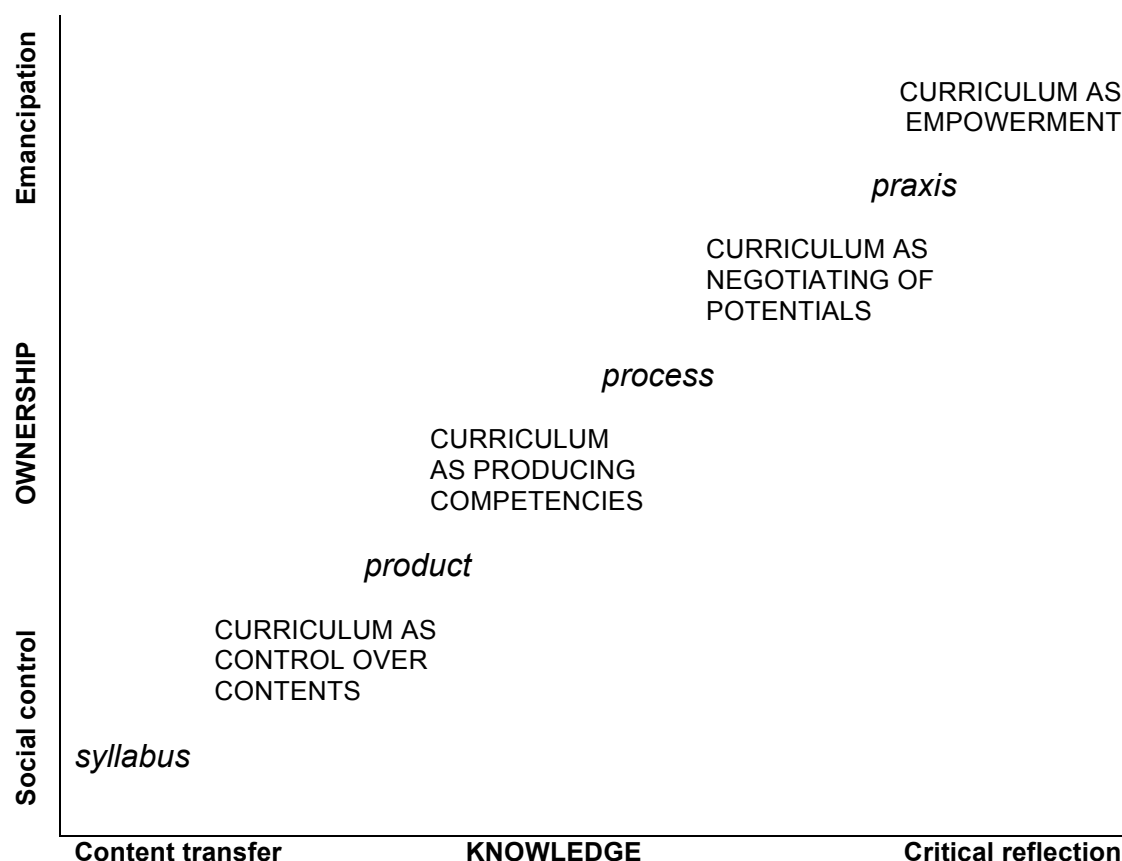 Emancipation
OWNERSHIP
Social control
CURRICULUM AS
EMPOWERMENT
praxis
CURRICULUM AS
NEGOTIATING OF
POTENTIALS
process
CURRICULUM
AS PRODUCING
COMPETENCIES
product
CURRICULUM AS
CONTROL OVER
CONTENTS
syllabus
Content transfer
KNOWLEDGE
Critical reflection